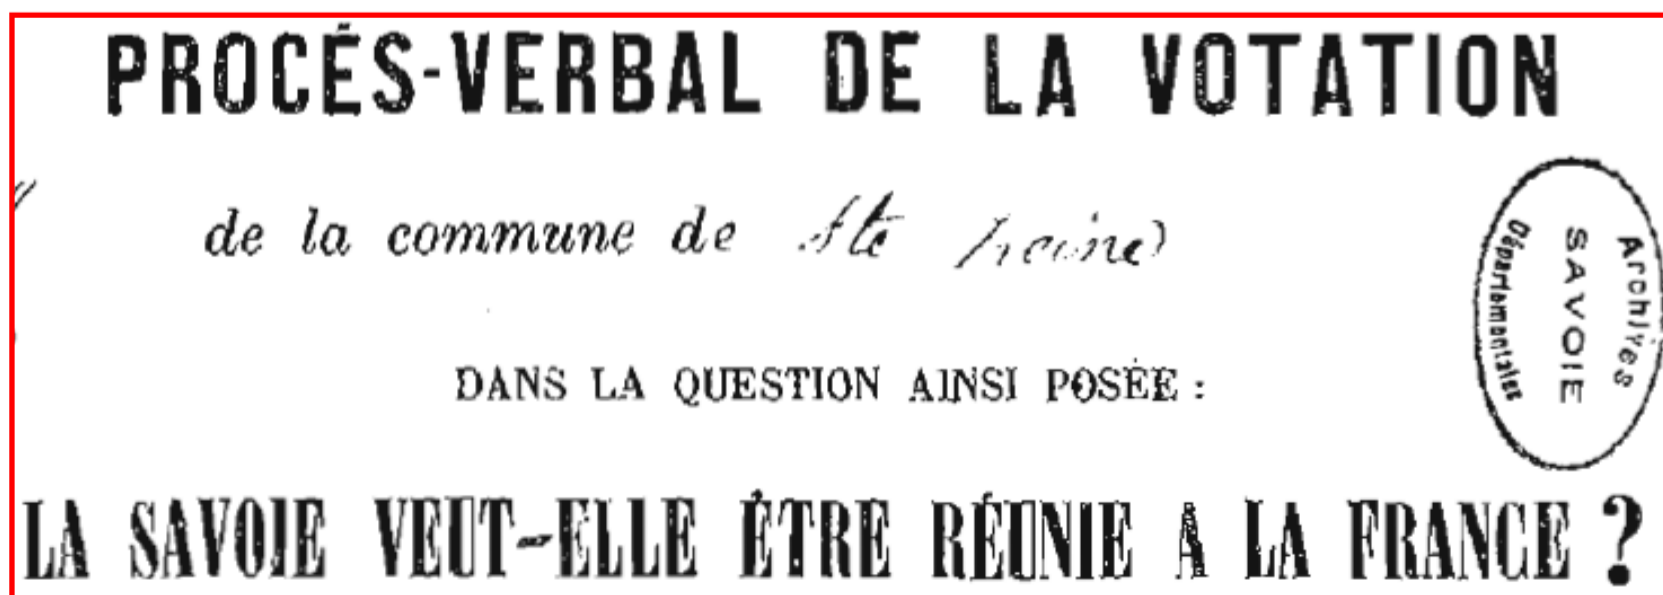 PROCÉS-VERBAL DE LA VOTATION
de la commune de Ste Reine
DANS LA QUESTION AINSI POSÉE :
LA SAVOIE VEUT-ELLE ÊTRE RÉUNIE A LA FRANCE ?
Archives
SAVOIE
Départementales